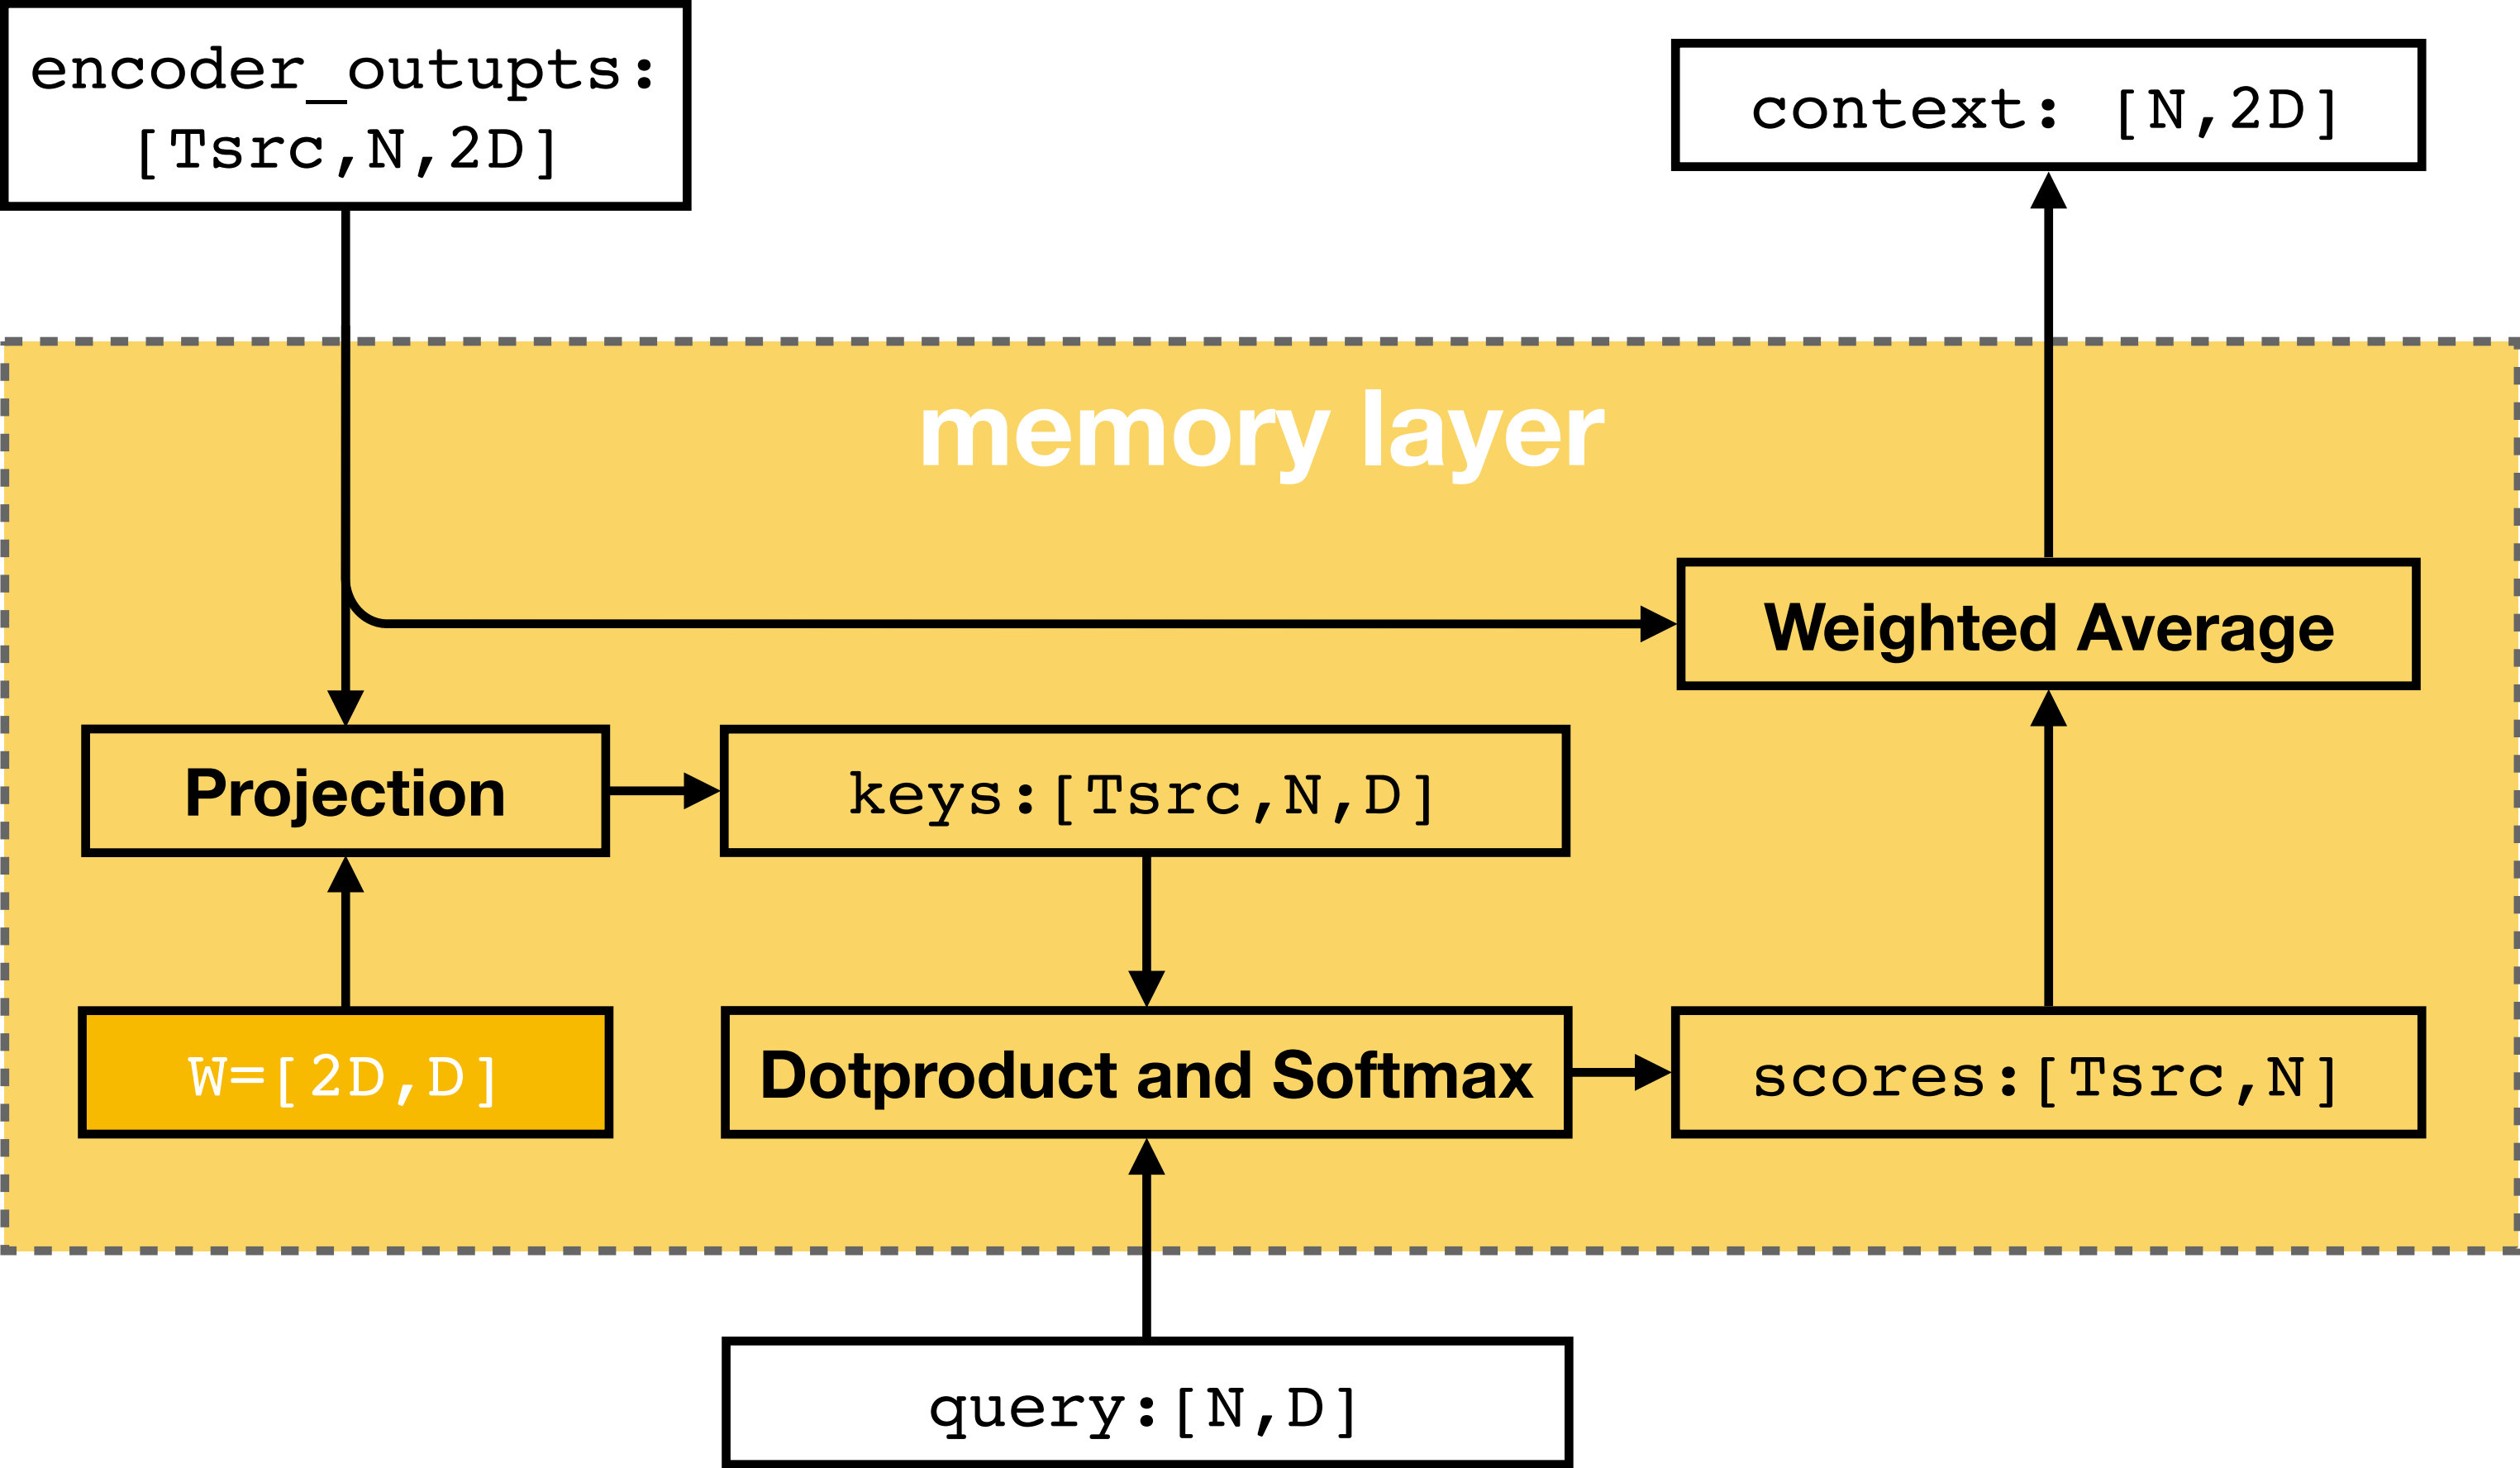 encoder_outupts:
[Tsrc,N,2D]
context: [N,2D]
memory layer
Weighted Average
Projection
keys:[Tsrc,N,D]
W=[2D,D]
Dotproduct and Softmax
scores:[Tsrc,N]
query:[N,D]